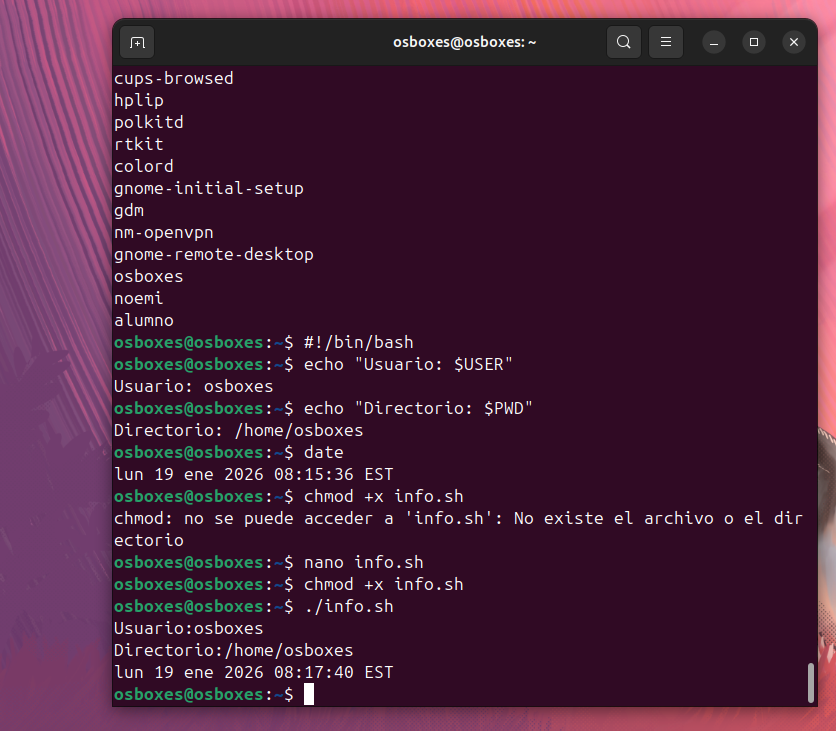 osboxes@osboxes: ~
cups-browsed
hplip
polkitd
rtkit
colord
gnome-initial-setup
gdm
nm-openvpn
gnome-remote-desktop
osboxes
noemi
alumno
osboxes@osboxes:~$ #!/bin/bash
osboxes@osboxes:~$ echo "Usuario: $USER"
Usuario: osboxes
osboxes@osboxes:~$ echo "Directorio: $PWD"
Directorio: /home/osboxes
osboxes@osboxes:~$ date
lun 19 ene 2026 08:15:36 EST
osboxes@osboxes:~$ chmod +x info.sh
chmod: no se puede acceder a 'info.sh': No existe el archivo o el dir
ectorio
osboxes@osboxes:~$ nano info.sh
osboxes@osboxes:~$ chmod +x info.sh
osboxes@osboxes:~$ ./info.sh
Usuario:osboxes
Directorio:/home/osboxes
lun 19 ene 2026 08:17:40 EST
osboxes@osboxes:~$